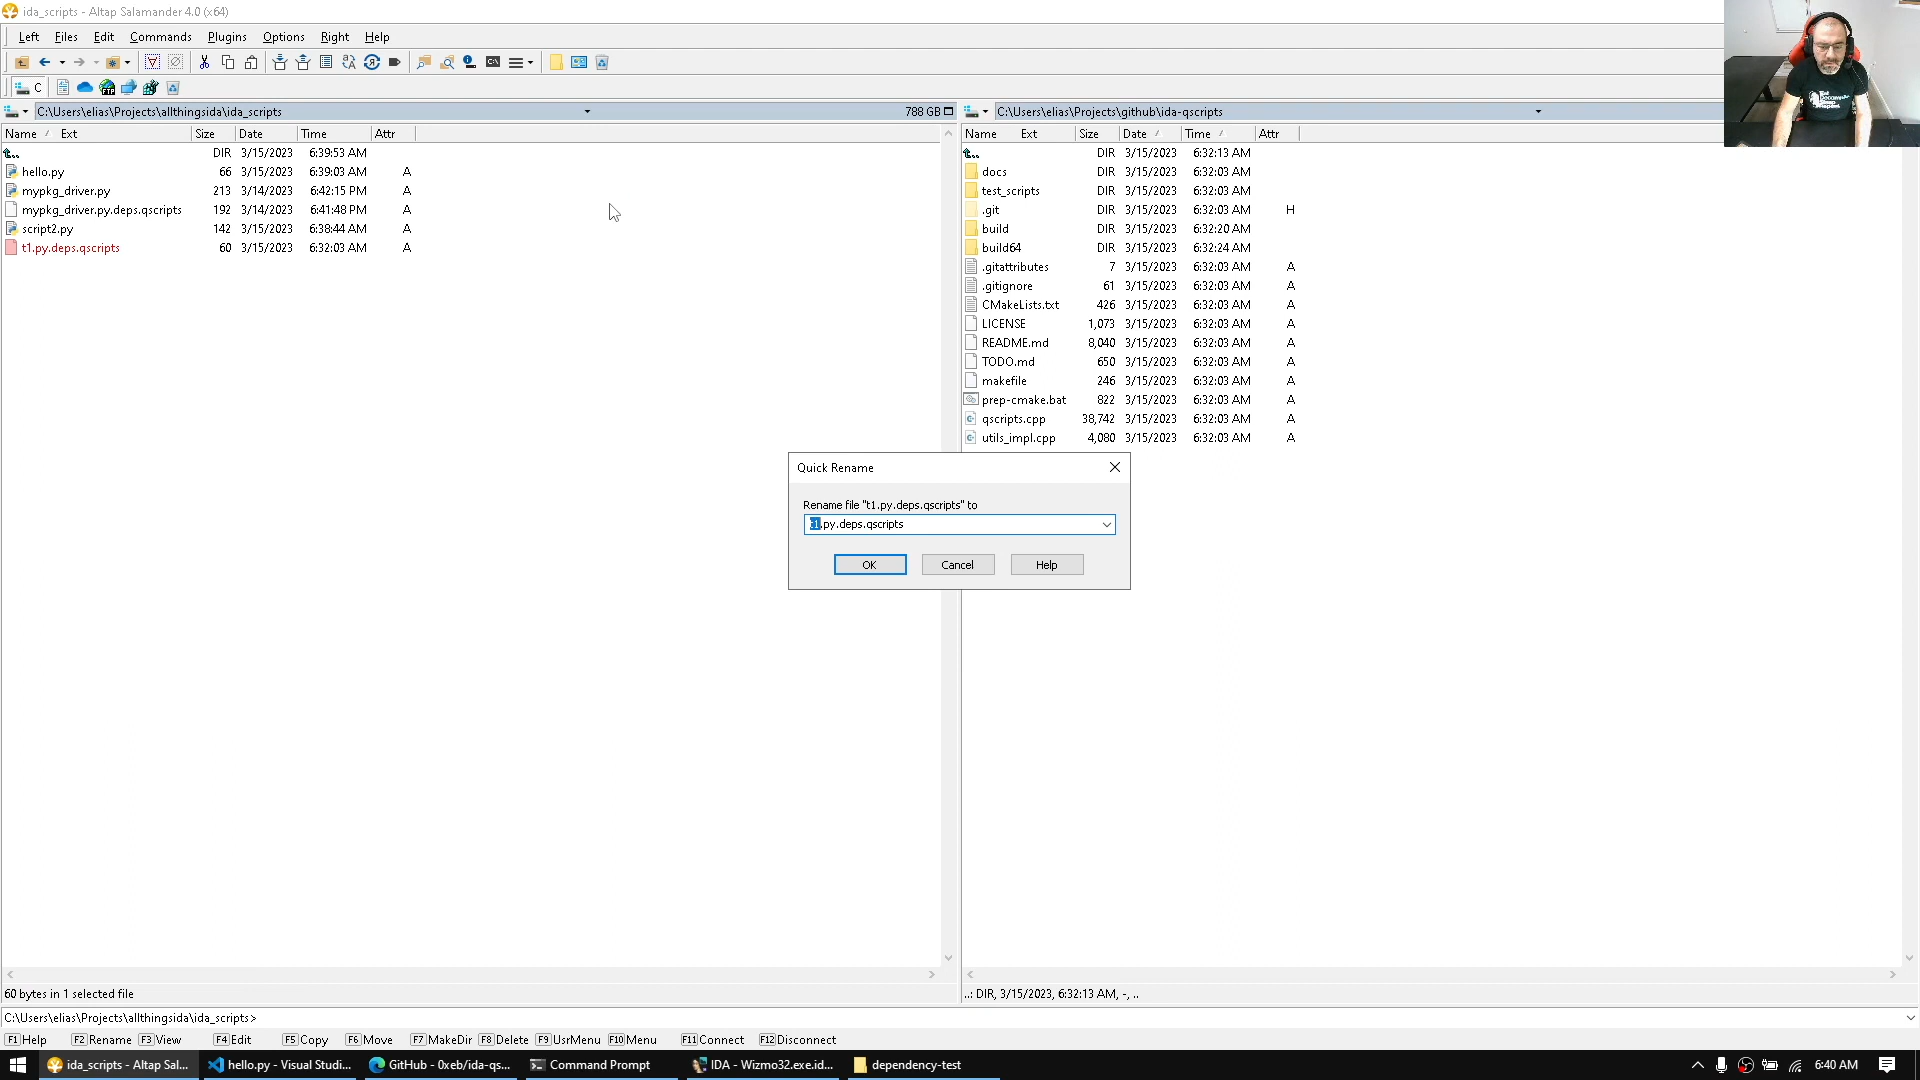 ida_scripts - Altap Salamander 4.0 (x64)
Left Files Edit Commands Plugins Options Right Help
C
C:\Users\elias\Projects\allthingsida\ida_scripts 788 GB
Name Ext Size Date Time Attr
.. DIR 3/15/2023 6:39:53 AM
hello.py 66 3/15/2023 6:39:03 AM A
mypkg_driver.py 213 3/14/2023 6:42:15 PM A
mypkg_driver.py.deps.qscripts 192 3/14/2023 6:41:48 PM A
script2.py 142 3/15/2023 6:38:44 AM A
t1.py.deps.qscripts 60 3/15/2023 6:32:03 AM A
60 bytes in 1 selected file
C:\Users\elias\Projects\github\ida-qscripts
Name Ext Size Date Time Attr
.. DIR 3/15/2023 6:32:13 AM
docs DIR 3/15/2023 6:32:03 AM
test_scripts DIR 3/15/2023 6:32:03 AM
.git DIR 3/15/2023 6:32:03 AM H
build DIR 3/15/2023 6:32:20 AM
build64 DIR 3/15/2023 6:32:24 AM
.gitattributes 7 3/15/2023 6:32:03 AM A
.gitignore 61 3/15/2023 6:32:03 AM A
CMakeLists.txt 426 3/15/2023 6:32:03 AM A
LICENSE 1,073 3/15/2023 6:32:03 AM A
README.md 8,040 3/15/2023 6:32:03 AM A
TODO.md 650 3/15/2023 6:32:03 AM A
makefile 246 3/15/2023 6:32:03 AM A
prep-cmake.bat 822 3/15/2023 6:32:03 AM A
qscripts.cpp 38,742 3/15/2023 6:32:03 AM A
utils_impl.cpp 4,080 3/15/2023 6:32:03 AM A
..: DIR, 3/15/2023, 6:32:13 AM, -, ..
Quick Rename
Rename file "t1.py.deps.qscripts" to
t1.py.deps.qscripts
OK Cancel Help
C:\Users\elias\Projects\allthingsida\ida_scripts>
F1 Help F2 Rename F3 View F4 Edit F5 Copy F6 Move F7 MakeDir F8 Delete F9 UsrMenu F10 Menu F11 Connect F12 Disconnect
ida_scripts - Altap Sal... hello.py - Visual Studi... GitHub - 0xeb/ida-qs... Command Prompt IDA - Wizmo32.exe.id... dependency-test 6:40 AM